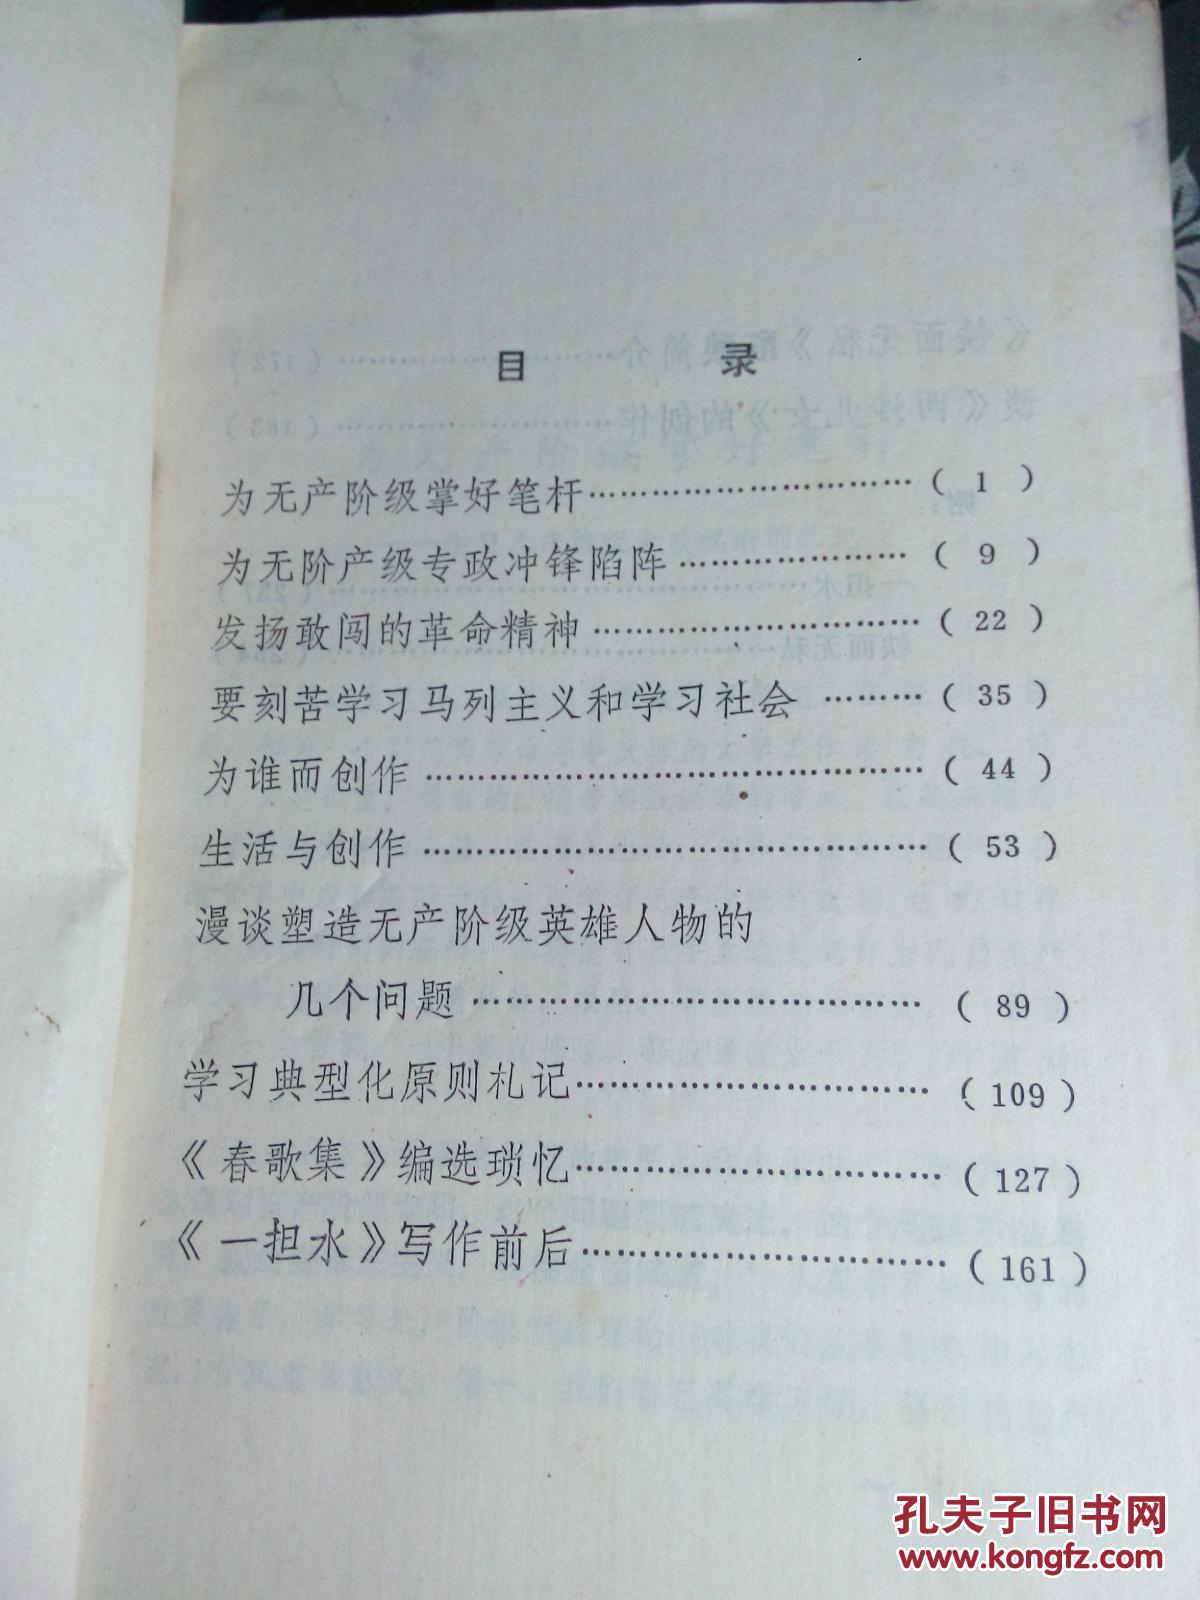 目 录
为无产阶级掌好笔杆……………………………( 1 )
为无阶产级专政冲锋陷阵……………………( 9 )
发扬敢闯的革命精神……………………………( 22 )
要刻苦学习马列主义和学习社会………( 35 )
为谁而创作……………………………………………( 44 )
生活与创作……………………………………………( 53 )
漫谈塑造无产阶级英雄人物的
几个问题………………………………………( 89 )
学习典型化原则札记………………………………(109)
《春歌集》编选琐忆………………………………(127)
《一担水》写作前后………………………………(161)
孔夫子旧书网
www.kongfz.com